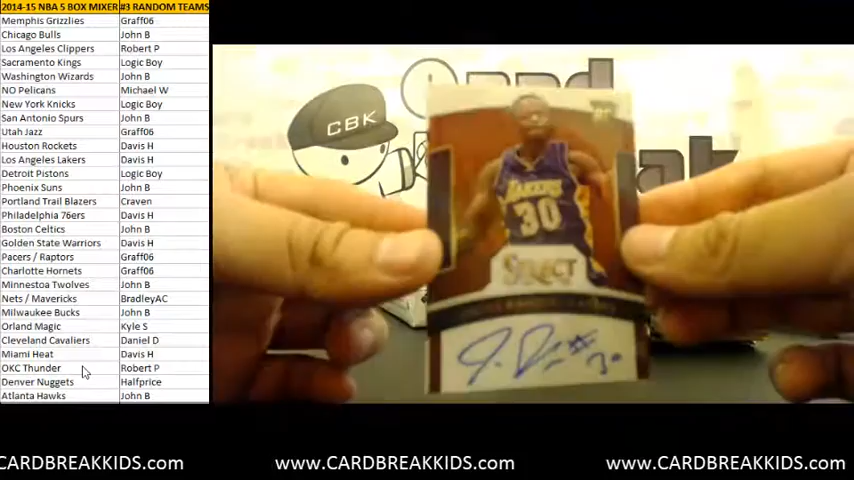 2014-15 NBA 5 BOX MIXER #3 RANDOM TEAMS
Memphis Grizzlies Graff06
Chicago Bulls John B
Los Angeles Clippers Robert P
Sacramento Kings Logic Boy
Washington Wizards John B
NO Pelicans Michael W
New York Knicks Logic Boy
San Antonio Spurs John B
Utah Jazz Graff06
Houston Rockets Davis H
Los Angeles Lakers Davis H
Detroit Pistons Logic Boy
Phoenix Suns John B
Portland Trail Blazers Craven
Philadelphia 76ers Davis H
Boston Celtics John B
Golden State Warriors Davis H
Pacers / Raptors Graff06
Charlotte Hornets Graff06
Minnestoa Twolves John B
Nets / Mavericks BradleyAC
Milwaukee Bucks John B
Orland Magic Kyle S
Cleveland Cavaliers Daniel D
Miami Heat Davis H
OKC Thunder Robert P
Denver Nuggets Halfprice
Atlanta Hawks John B
CBK
LAKERS
30
SELECT
#30
CARDBREAKKIDS.com www.CARDBREAKKIDS.com www.CARDBREAKKIDS.com